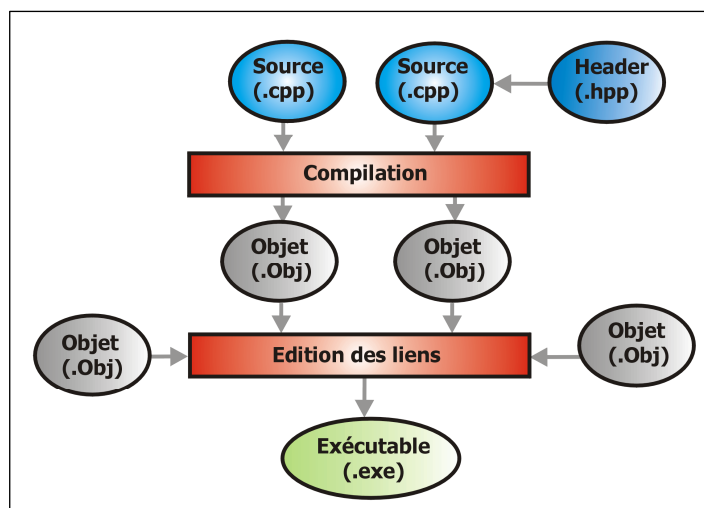 Source
(.cpp)
Source
(.cpp)
Header
(.hpp)
Compilation
Objet
(.Obj)
Objet
(.Obj)
Objet
(.Obj)
Edition des liens
Objet
(.Obj)
Exécutable
(.exe)